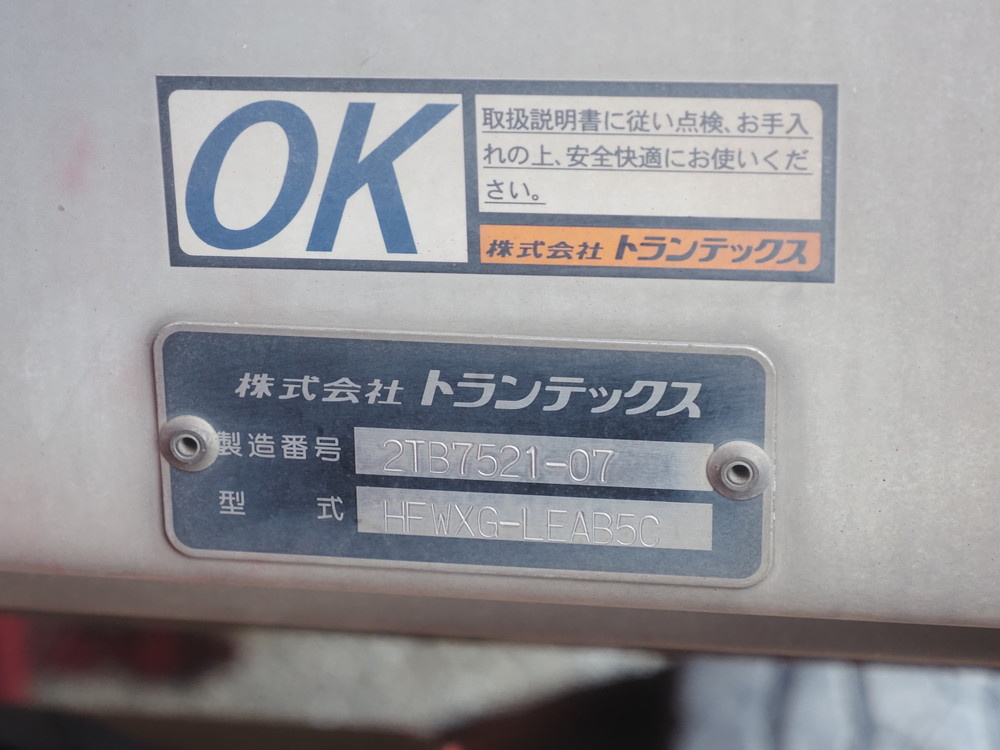 OK
取扱説明書に従い点検、お手入
れの上、安全快適にお使いくだ
さい。
株式会社 トランテックス
株式会社 トランテックス
製造番号 2TB7521-07
型式 HFWXG-LEAB5C